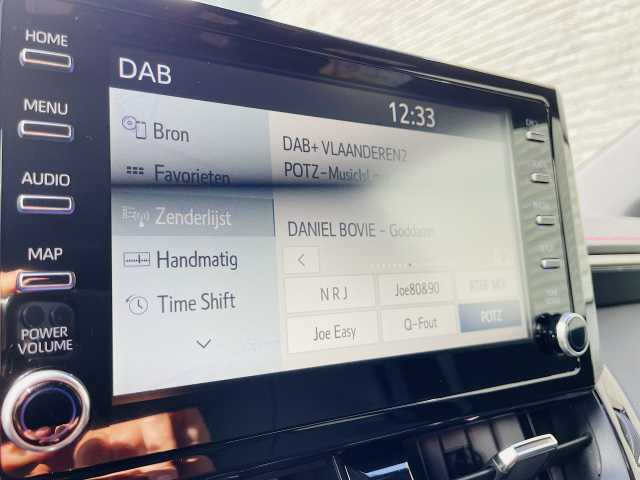 HOME
MENU
AUDIO
MAP
POWER
VOLUME
DAB
12:33
Bron
Favorieten
Zenderlijst
Handmatig
Time Shift
DAB+ VLAANDEREN2
POTZ-Music!
DANIEL BOVIE - Goddamn
NRJ
Joe80&90
Joe Easy
Q-Fout
POTZ